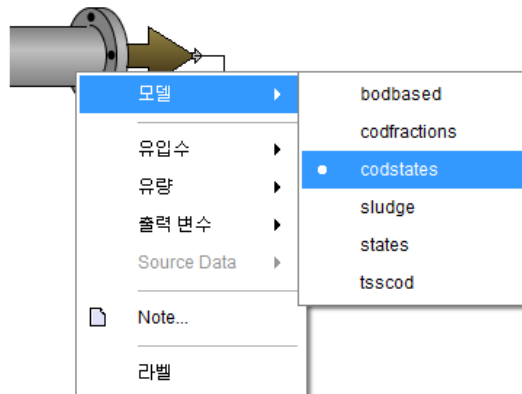 모델
유입수
유량
출력 변수
Source Data
Note...
라벨
bodbased
codfractions
codstates
sludge
states
tsscod